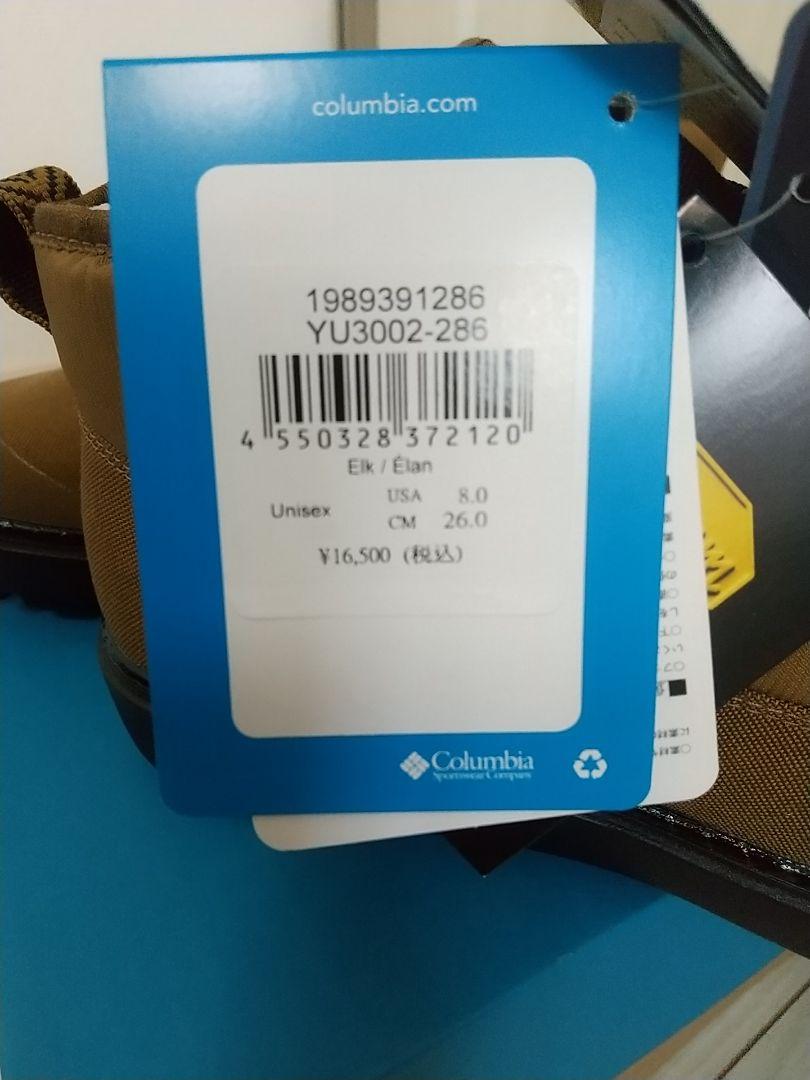 columbia.com
1989391286
YU3002-286
4 550328 372120
Elk / Élan
Unisex
USA 8.0
CM 26.0
¥16,500 (税込)
Columbia
Sportswear Company